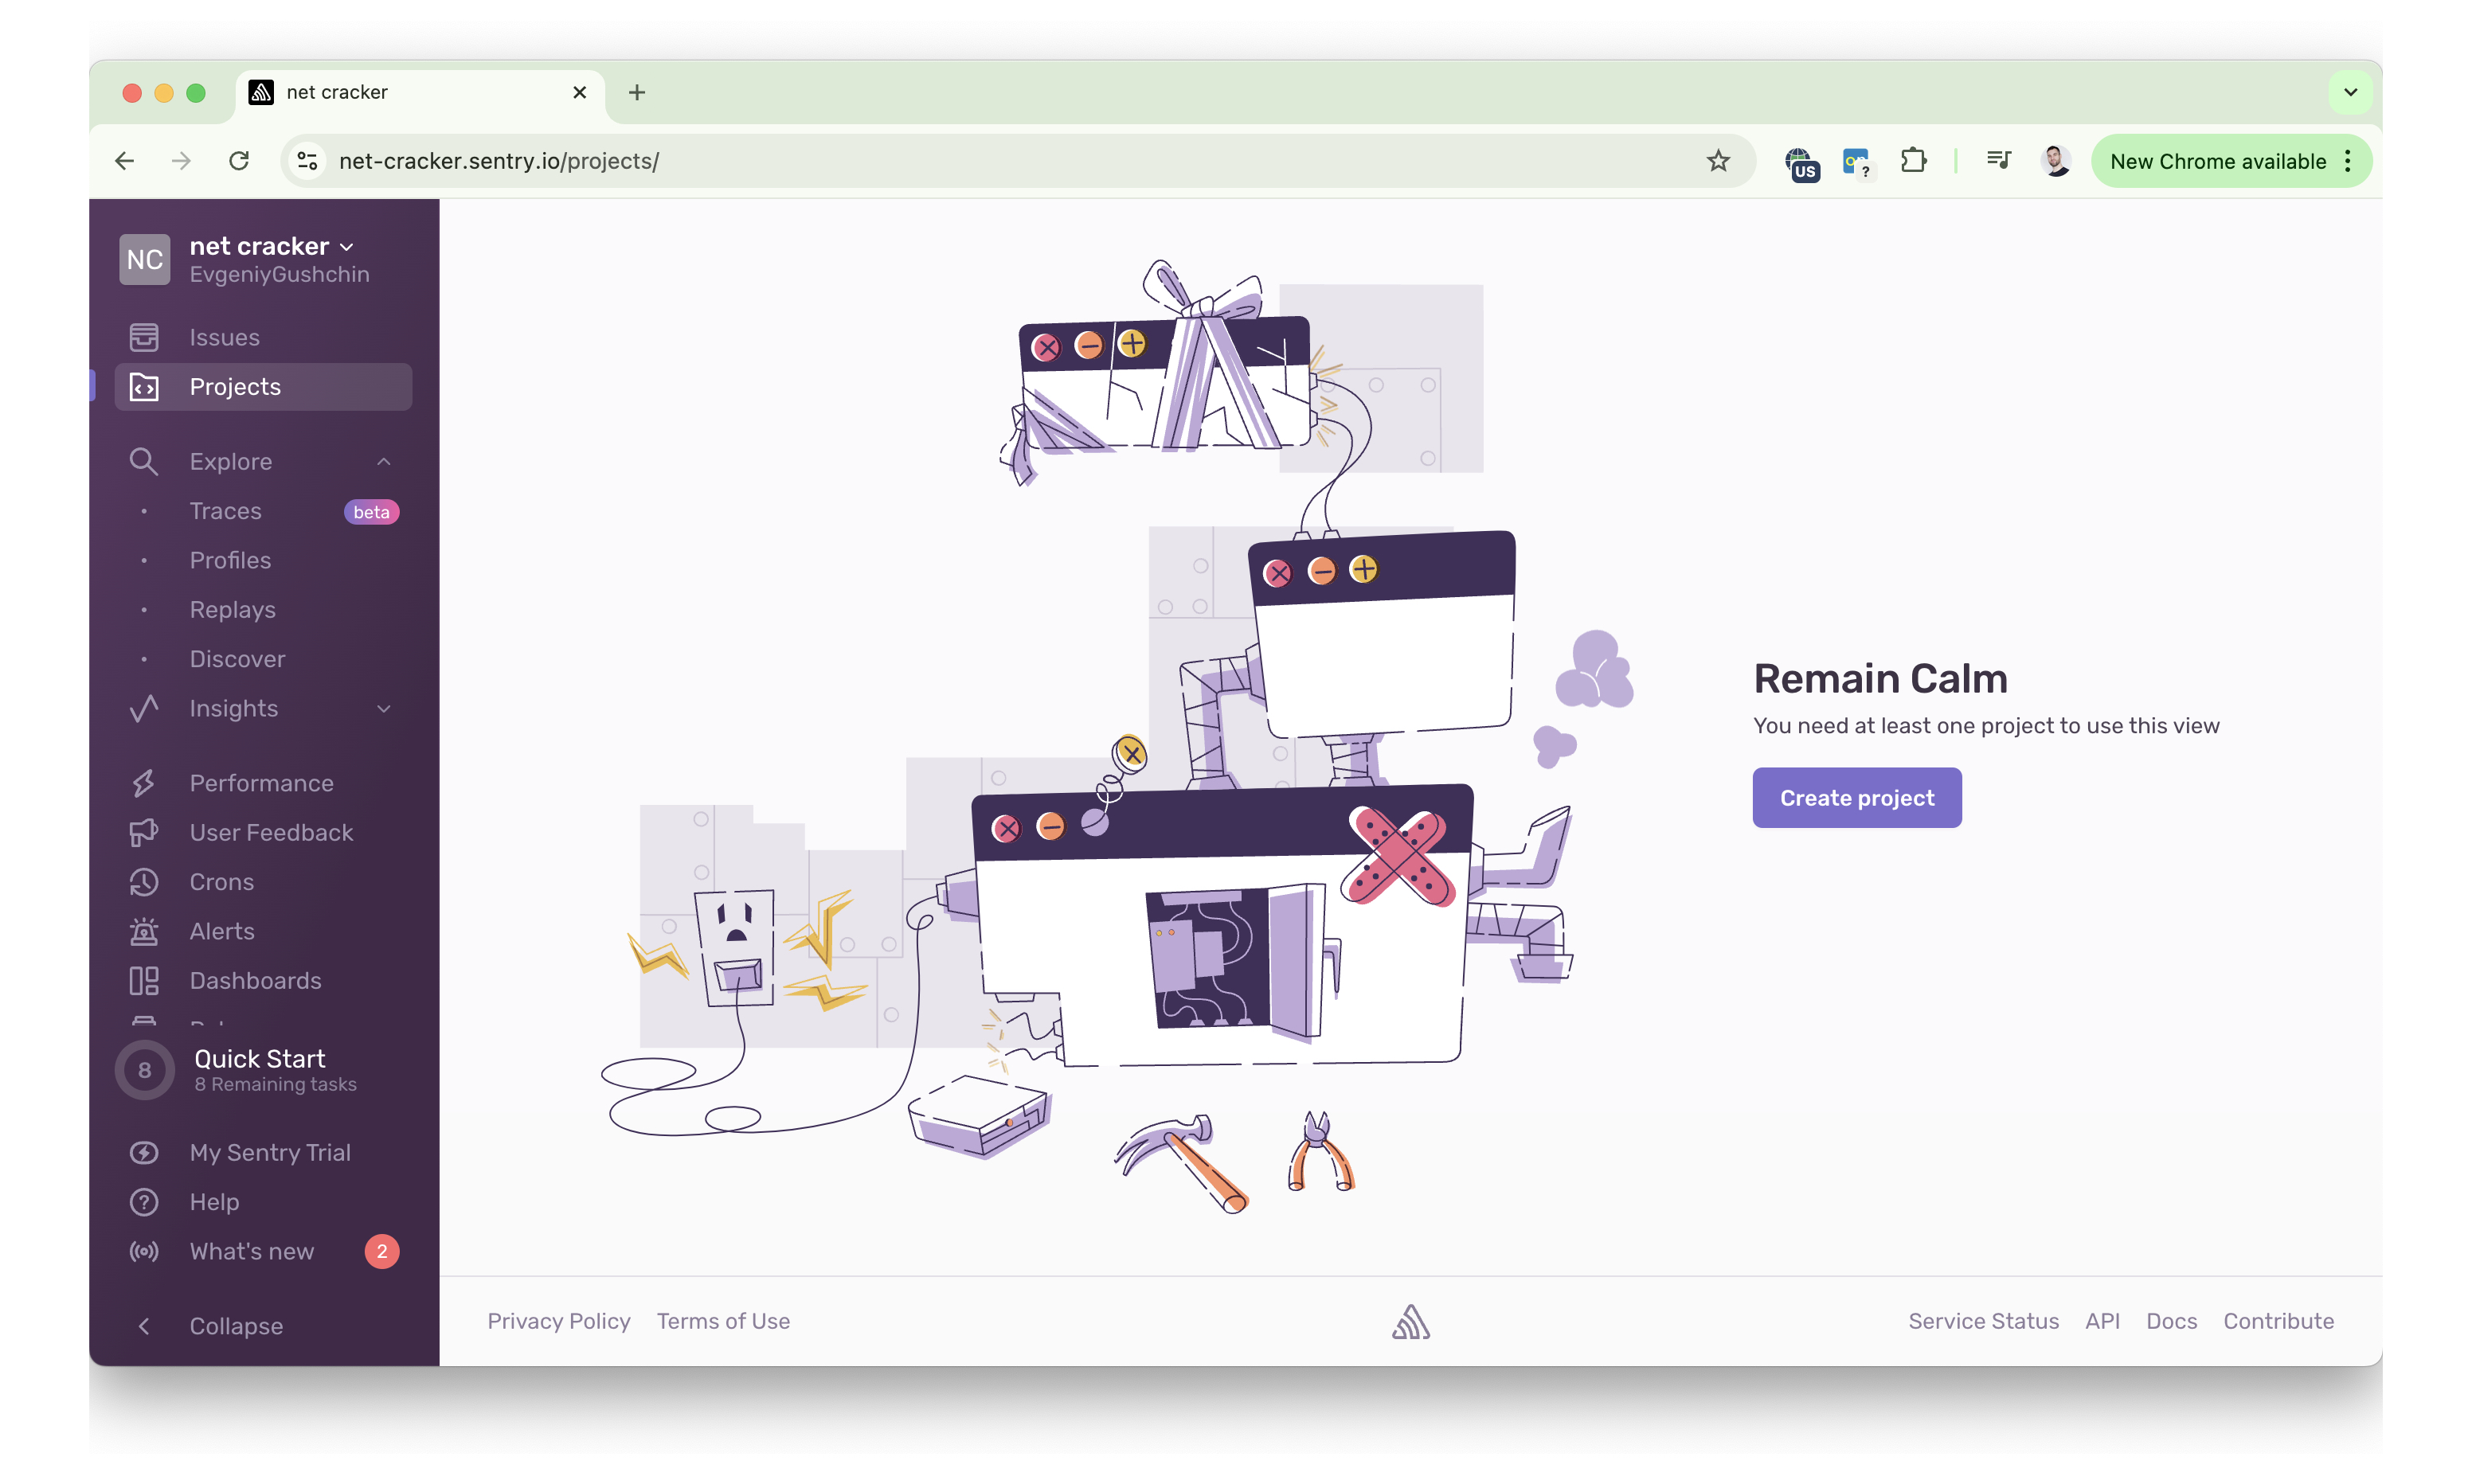 net cracker
net-cracker.sentry.io/projects/
US
?
New Chrome available
NC
net cracker
EvgeniyGushchin
Issues
Projects
Explore
Traces
beta
Profiles
Replays
Discover
Insights
Performance
User Feedback
Crons
Alerts
Dashboards
8
Quick Start
8 Remaining tasks
My Sentry Trial
Help
What's new
2
Collapse
Remain Calm
You need at least one project to use this view
Create project
Privacy Policy
Terms of Use
Service Status
API
Docs
Contribute